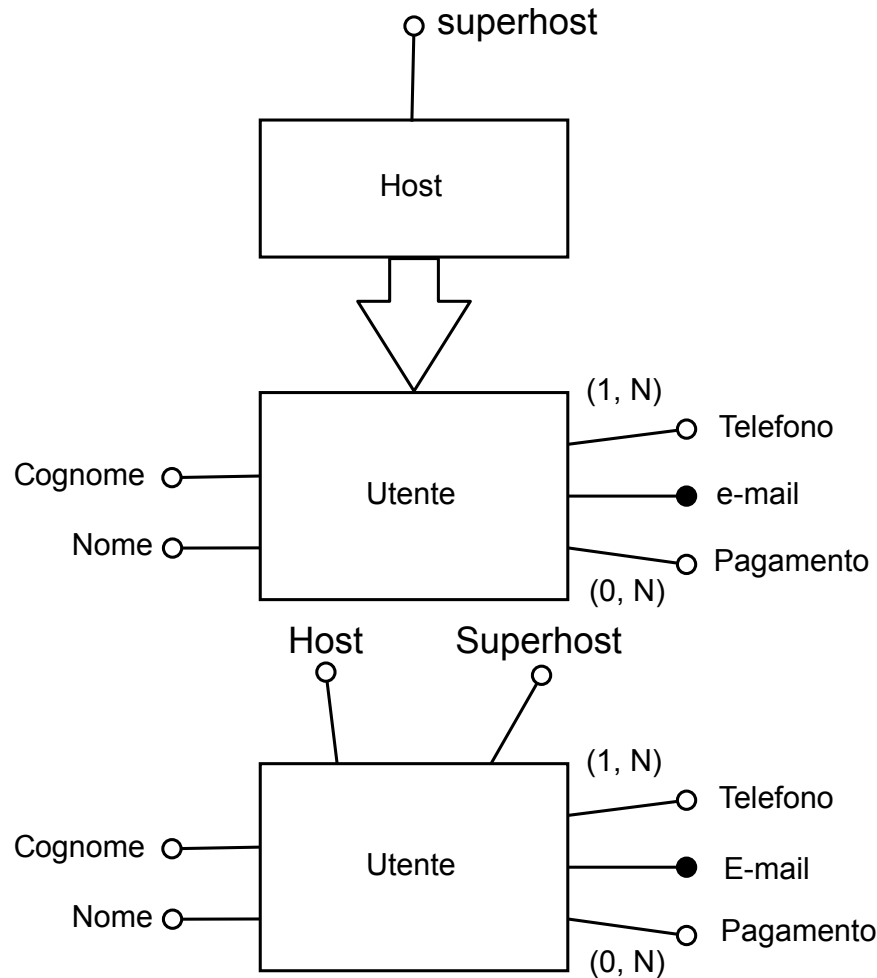 superhost
Host
(1, N)
Telefono
Cognome
Utente
e-mail
Nome
Pagamento
(0, N)
Host
Superhost
(1, N)
Telefono
Cognome
Utente
E-mail
Nome
Pagamento
(0, N)